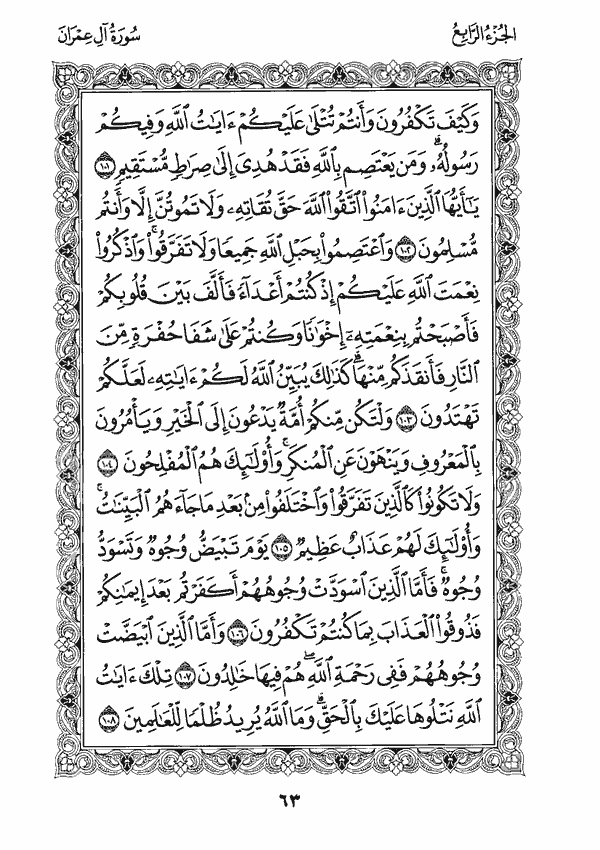 الجُزْءُ الرَّابِعُ
سُورَةُ آلِ عِمْرَانَ
وَكَيْفَ تَكْفُرُونَ وَأَنتُمْ تُتْلَىٰ عَلَيْكُمْ ءَايَٰتُ ٱللَّهِ وَفِيكُمْ
رَسُولُهُۥ ۗ وَمَن يَعْتَصِم بِٱللَّهِ فَقَدْ هُدِىَ إِلَىٰ صِرَٰطٍ مُّسْتَقِيمٍ ١٠١
يَٰٓأَيُّهَا ٱلَّذِينَ ءَامَنُوا۟ ٱتَّقُوا۟ ٱللَّهَ حَقَّ تُقَاتِهِۦ وَلَا تَمُوتُنَّ إِلَّا وَأَنتُم
مُّسْلِمُونَ ١٠٢ وَٱعْتَصِمُوا۟ بِحَبْلِ ٱللَّهِ جَمِيعًا وَلَا تَفَرَّقُوا۟ ۚ وَٱذْكُرُوا۟
نِعْمَتَ ٱللَّهِ عَلَيْكُمْ إِذْ كُنتُمْ أَعْدَآءً فَأَلَّفَ بَيْنَ قُلُوبِكُمْ
فَأَصْبَحْتُم بِنِعْمَتِهِۦٓ إِخْوَٰنًا وَكُنتُمْ عَلَىٰ شَفَا حُفْرَةٍ مِّنَ
ٱلنَّارِ فَأَنقَذَكُم مِّنْهَا ۗ كَذَٰلِكَ يُبَيِّنُ ٱللَّهُ لَكُمْ ءَايَٰتِهِۦ لَعَلَّكُمْ
تَهْتَدُونَ ١٠٣ وَلْتَكُن مِّنكُمْ أُمَّةٌ يَدْعُونَ إِلَى ٱلْخَيْرِ وَيَأْمُرُونَ
بِٱلْمَعْرُوفِ وَيَنْهَوْنَ عَنِ ٱلْمُنكَرِ ۚ وَأُو۟لَٰٓئِكَ هُمُ ٱلْمُفْلِحُونَ ١٠٤
وَلَا تَكُونُوا۟ كَٱلَّذِينَ تَفَرَّقُوا۟ وَٱخْتَلَفُوا۟ مِنۢ بَعْدِ مَا جَآءَهُمُ ٱلْبَيِّنَٰتُ ۚ
وَأُو۟لَٰٓئِكَ لَهُمْ عَذَابٌ عَظِيمٌ ١٠٥ يَوْمَ تَبْيَضُّ وُجُوهٌ وَتَسْوَدُّ
وُجُوهٌ ۚ فَأَمَّا ٱلَّذِينَ ٱسْوَدَّتْ وُجُوهُهُمْ أَكَفَرْتُم بَعْدَ إِيمَٰنِكُمْ
فَذُوقُوا۟ ٱلْعَذَابَ بِمَا كُنتُمْ تَكْفُرُونَ ١٠٦ وَأَمَّا ٱلَّذِينَ ٱبْيَضَّتْ
وُجُوهُهُمْ فَفِى رَحْمَةِ ٱللَّهِ ۖ هُمْ فِيهَا خَٰلِدُونَ ١٠٧ تِلْكَ ءَايَٰتُ
ٱللَّهِ نَتْلُوهَا عَلَيْكَ بِٱلْحَقِّ ۗ وَمَا ٱللَّهُ يُرِيدُ ظُلْمًا لِّلْعَٰلَمِينَ ١٠٨
٦٣